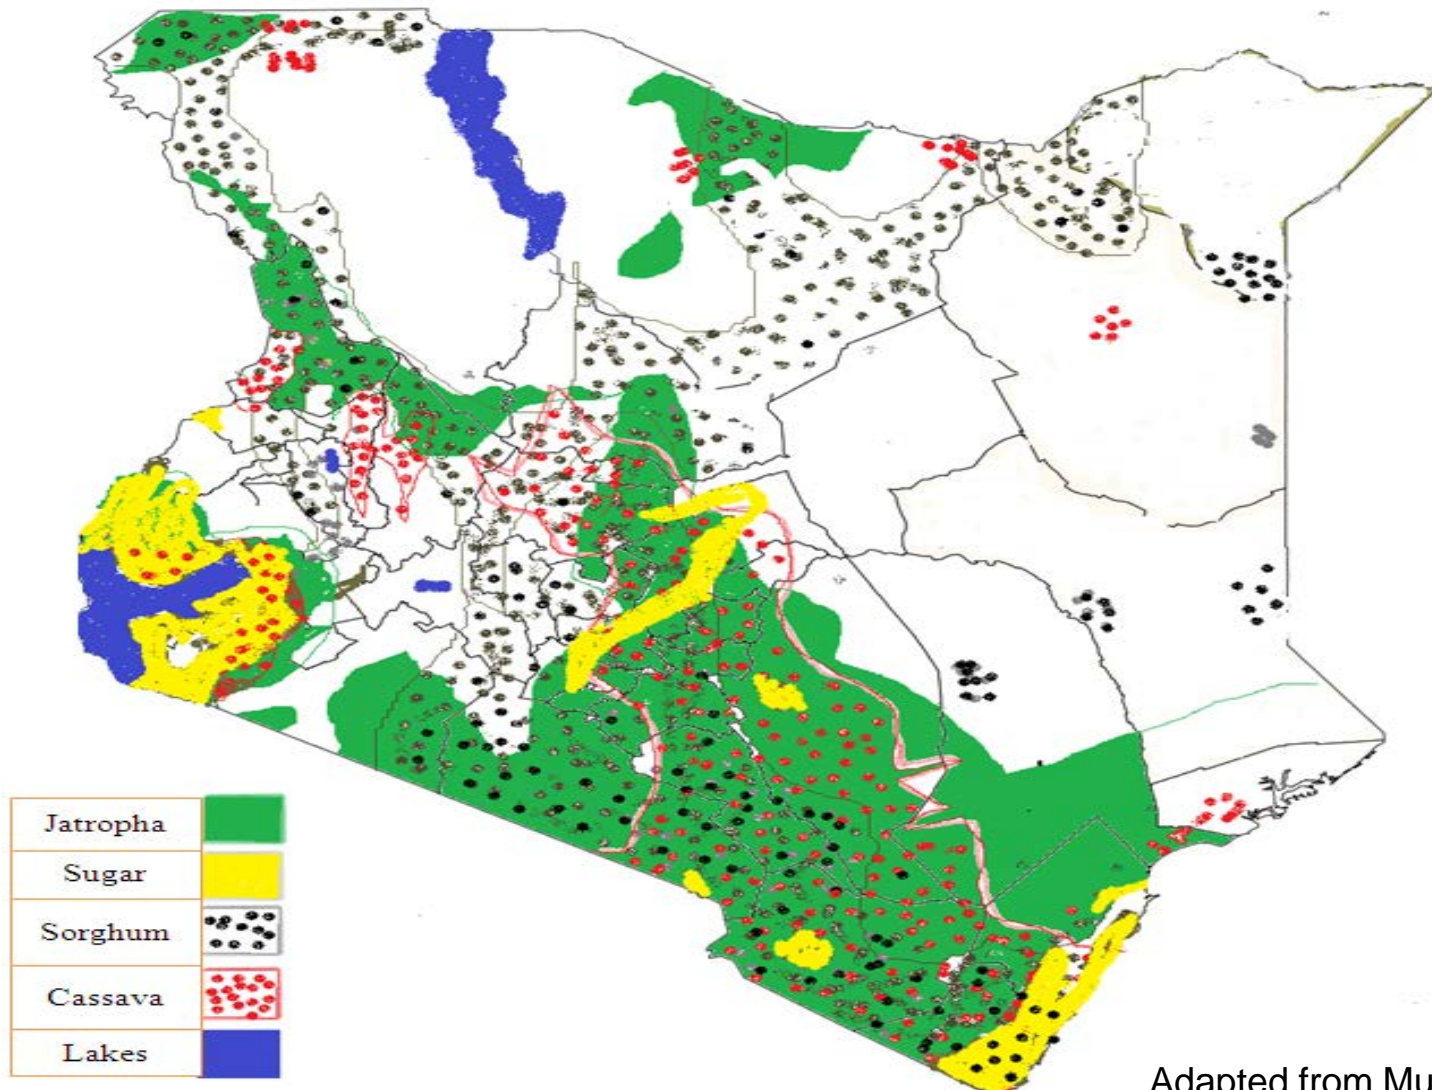 Jatropha
Sugar
Sorghum
Cassava
Lakes
Adapted from Mu